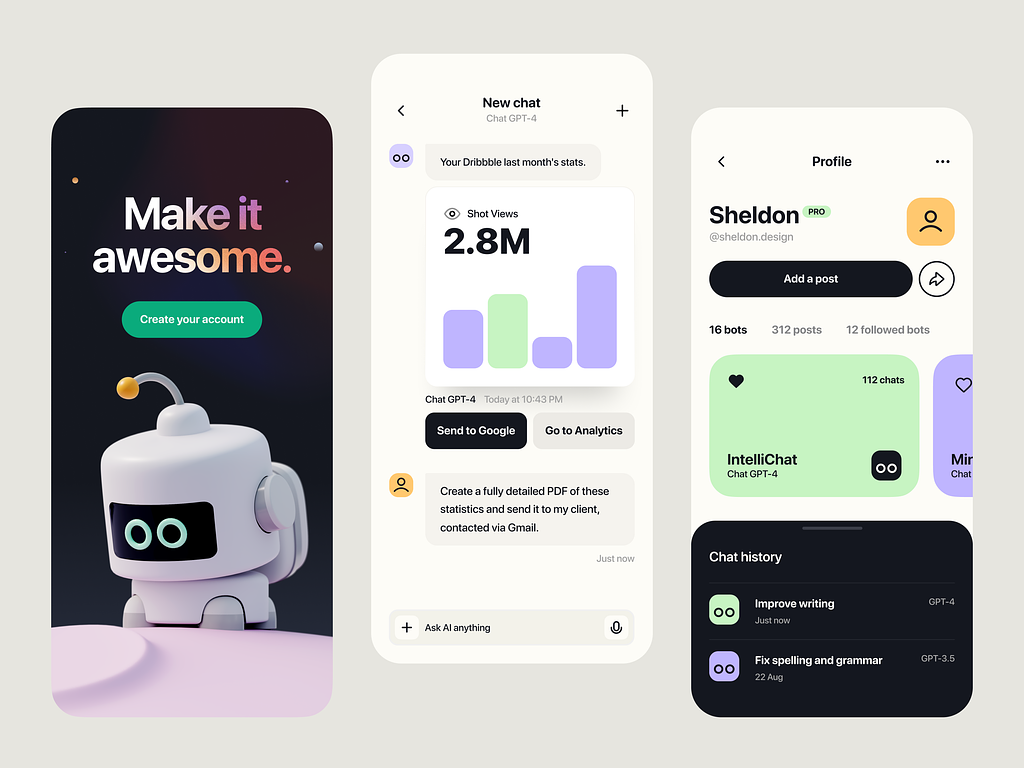 Make it
awesome.
Create your account
New chat
Chat GPT-4
Your Dribbble last month's stats.
Shot Views
2.8M
Chat GPT-4 Today at 10:43 PM
Send to Google
Go to Analytics
Create a fully detailed PDF of these
statistics and send it to my client,
contacted via Gmail.
Just now
Ask AI anything
Profile
Sheldon PRO
@sheldon.design
Add a post
16 bots 312 posts 12 followed bots
112 chats
IntelliChat
Chat GPT-4
Chat
Chat history
Improve writing GPT-4
Just now
Fix spelling and grammar GPT-3.5
22 Aug